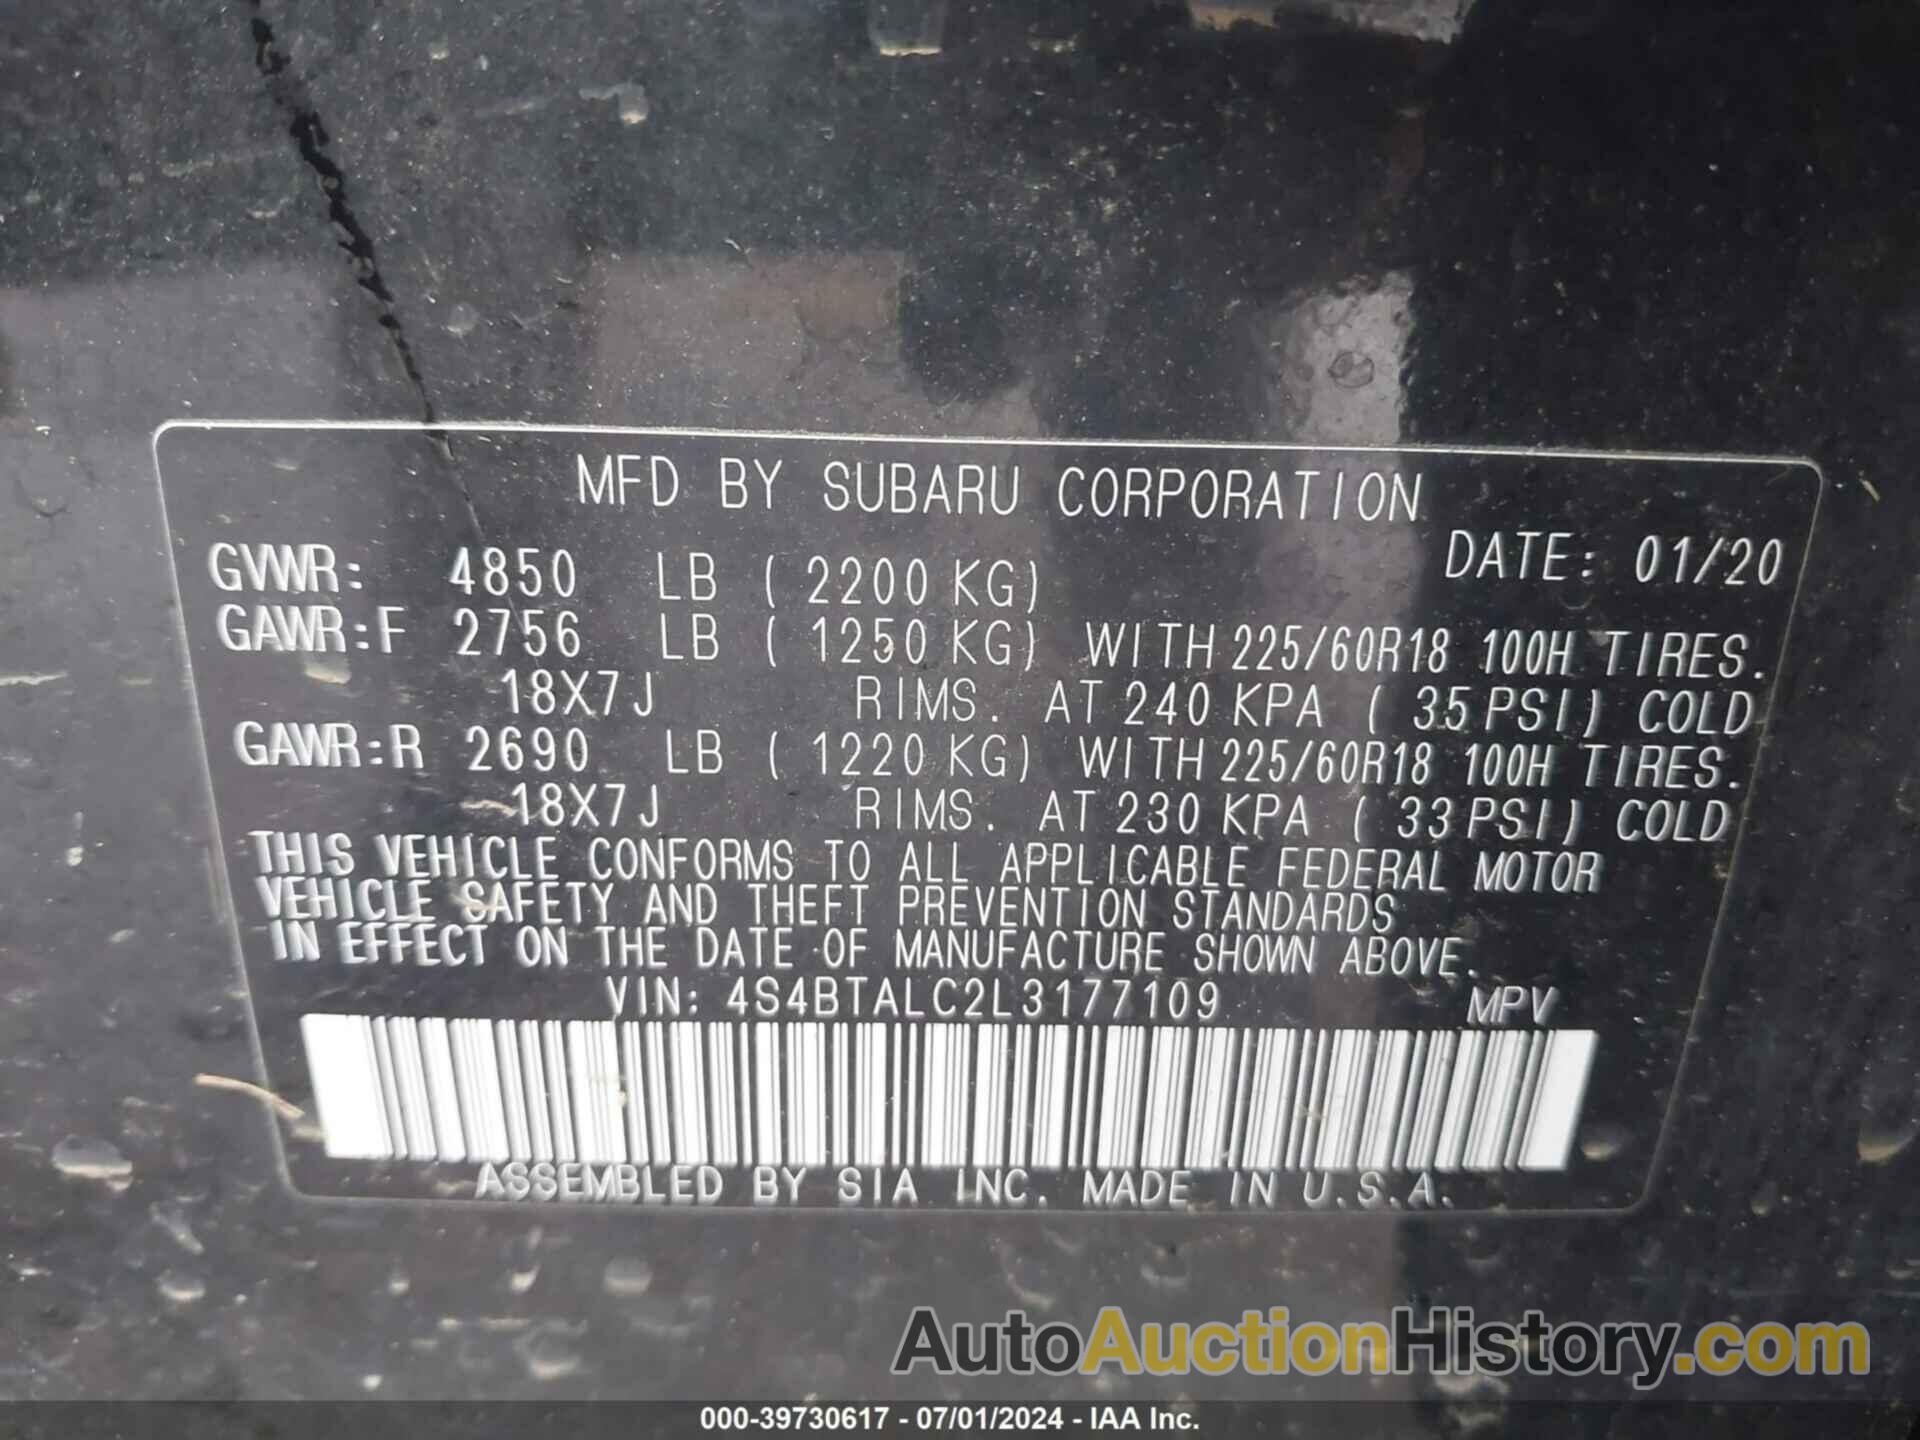 MFD BY SUBARU CORPORATION
DATE: 01/20
GVWR: 4850 LB ( 2200 KG)
GAWR:F 2756 LB ( 1250 KG) WITH 225/60R18 100H TIRES.
18X7J RIMS. AT 240 KPA ( 35 PSI) COLD
GAWR:R 2690 LB ( 1220 KG) WITH 225/60R18 100H TIRES.
18X7J RIMS. AT 230 KPA ( 33 PSI) COLD
THIS VEHICLE CONFORMS TO ALL APPLICABLE FEDERAL MOTOR
VEHICLE SAFETY AND THEFT PREVENTION STANDARDS
IN EFFECT ON THE DATE OF MANUFACTURE SHOWN ABOVE.
VIN: 4S4BTALC2L3177109 MPV
ASSEMBLED BY SIA INC. MADE IN U.S.A.
AutoAuctionHistory.com
000-39730617 - 07/01/2024 - IAA Inc.